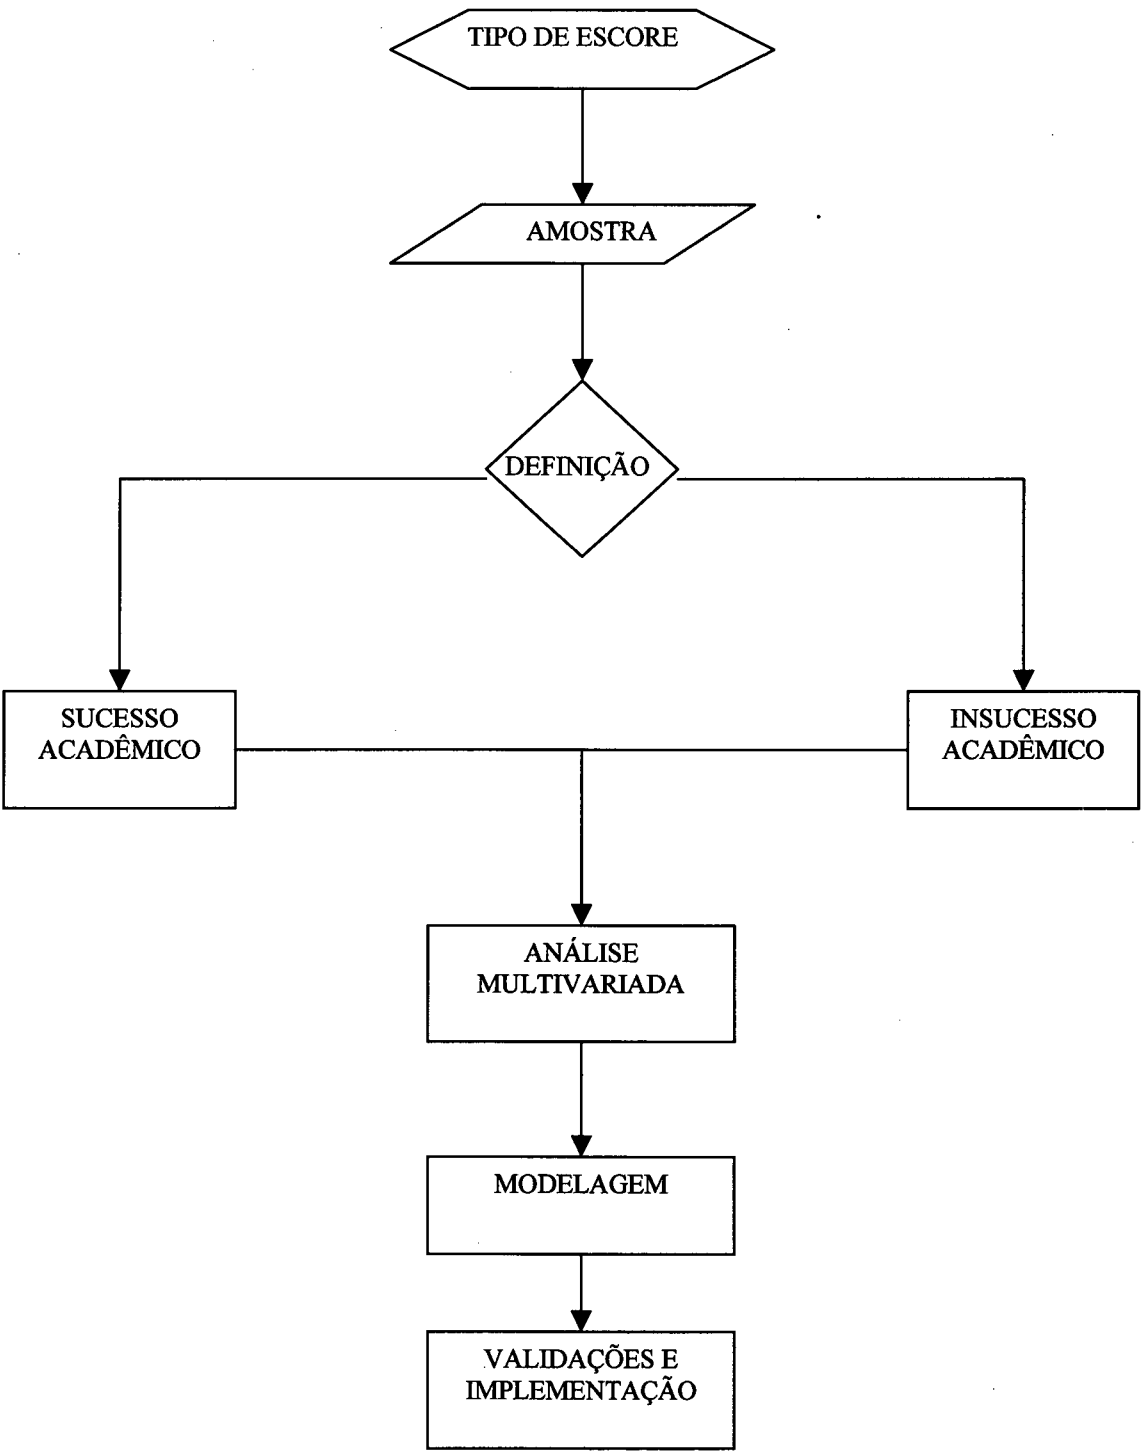 TIPO DE ESCORE
AMOSTRA
DEFINIÇÃO
SUCESSO
ACADÊMICO
INSUCESSO
ACADÊMICO
ANÁLISE
MULTIVARIADA
MODELAGEM
VALIDAÇÕES E
IMPLEMENTAÇÃO